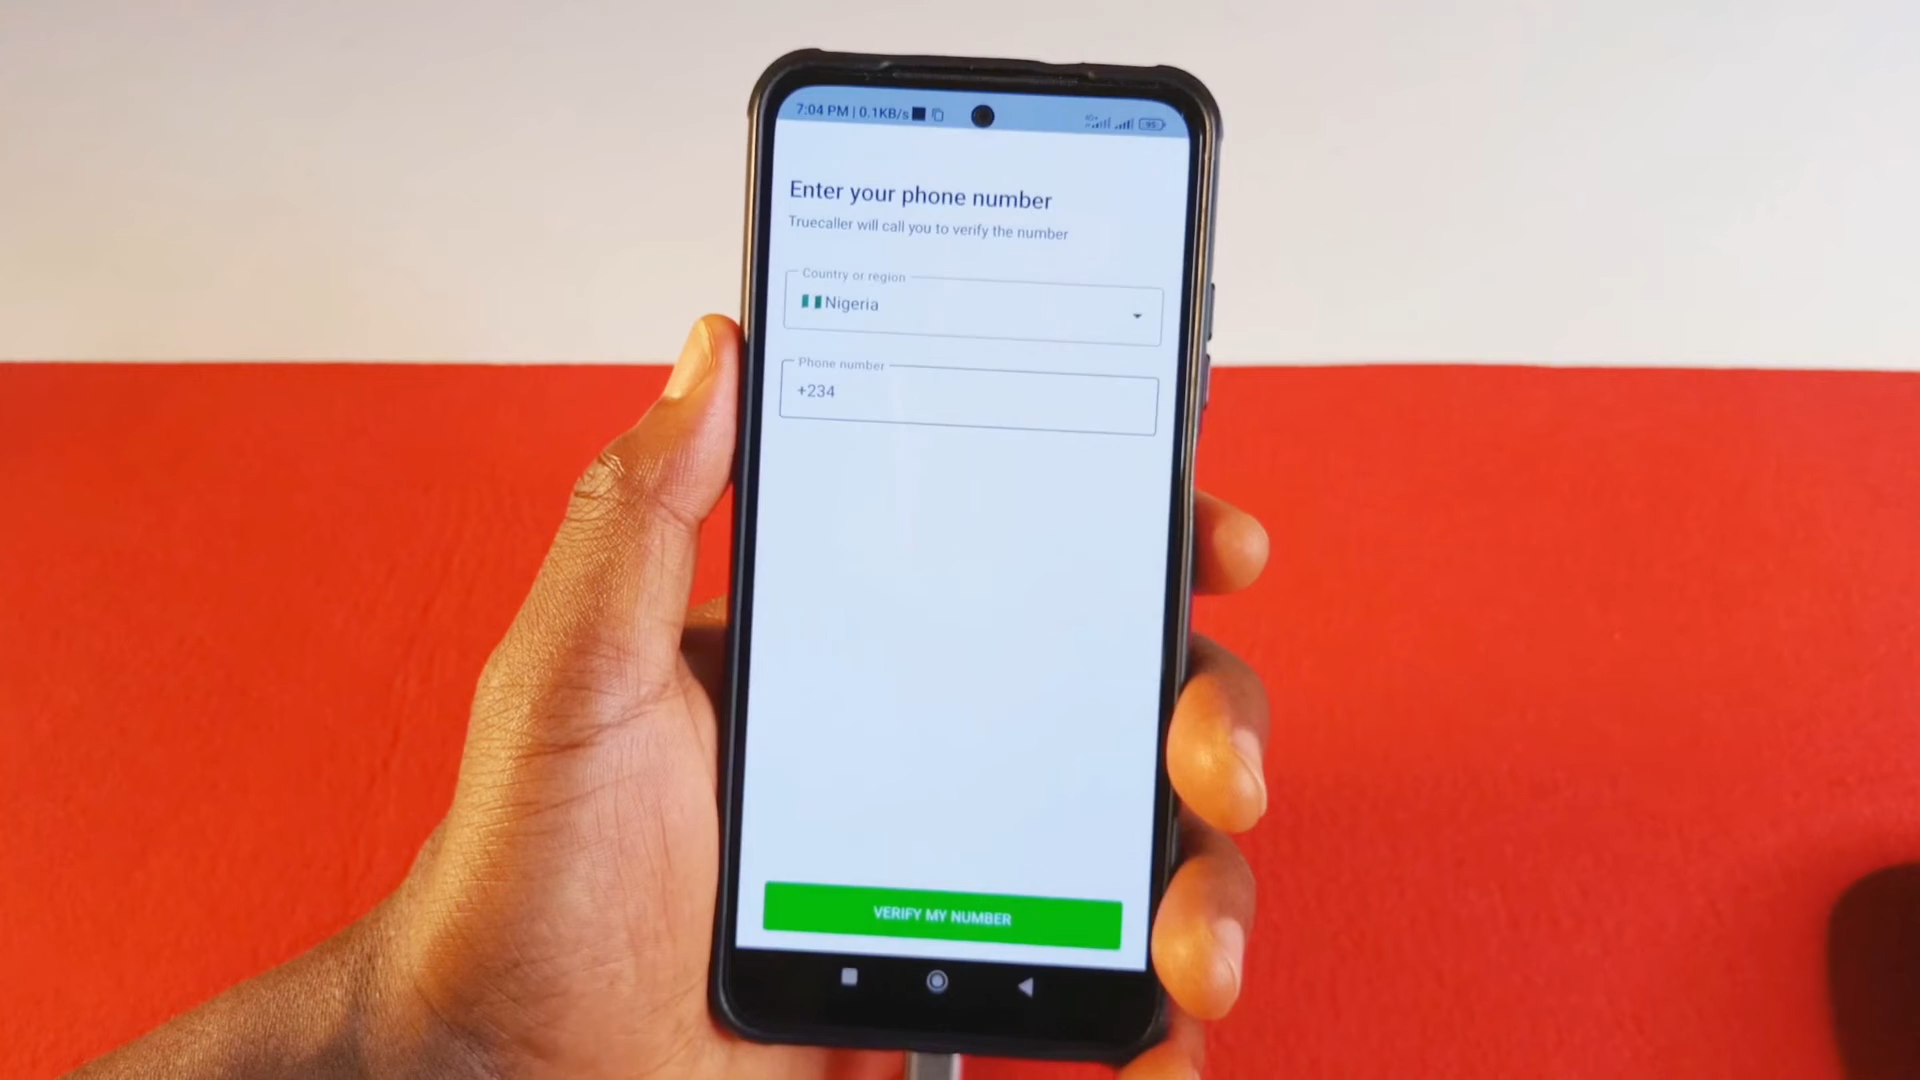 7:04 PM | 0.1KB/s
95
Enter your phone number
Truecaller will call you to verify the number
Country or region
Nigeria
Phone number
+234
VERIFY MY NUMBER